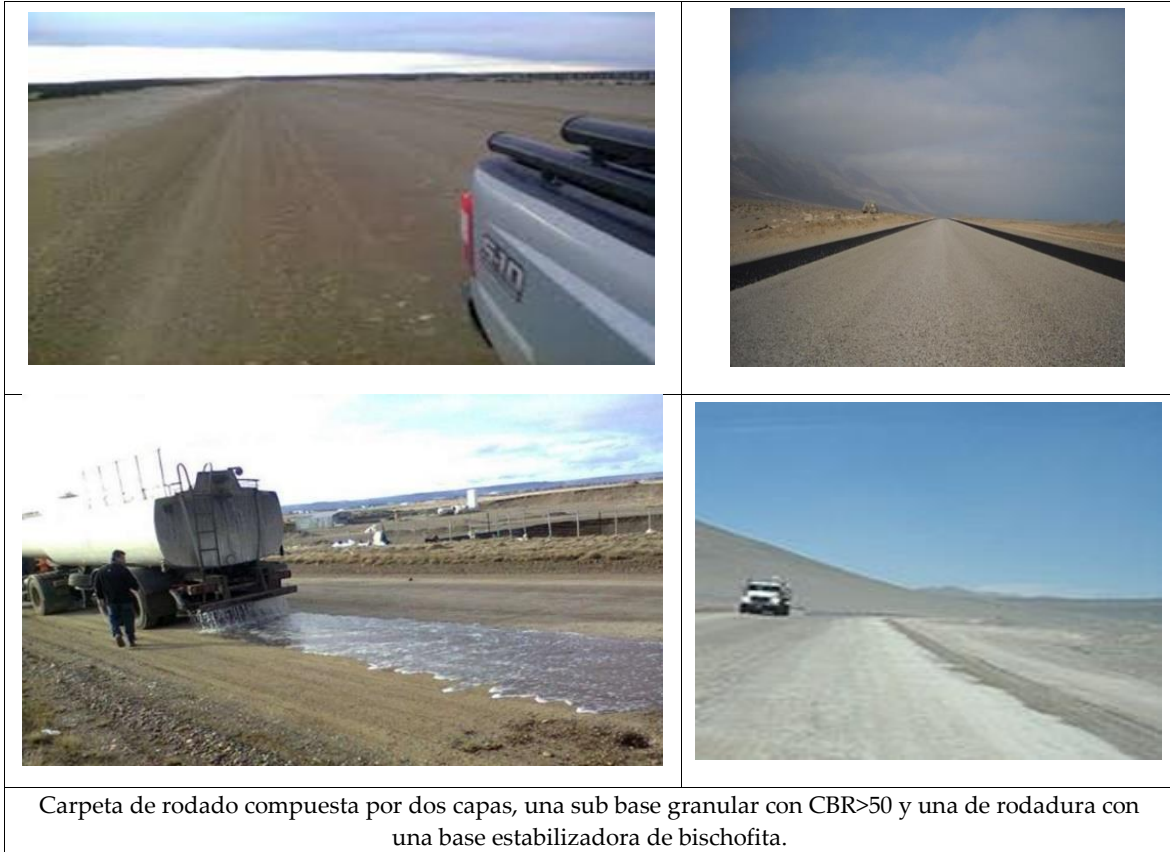 S-10
Carpeta de rodado compuesta por dos capas, una sub base granular con CBR>50 y una de rodadura con
una base estabilizadora de bischofita.